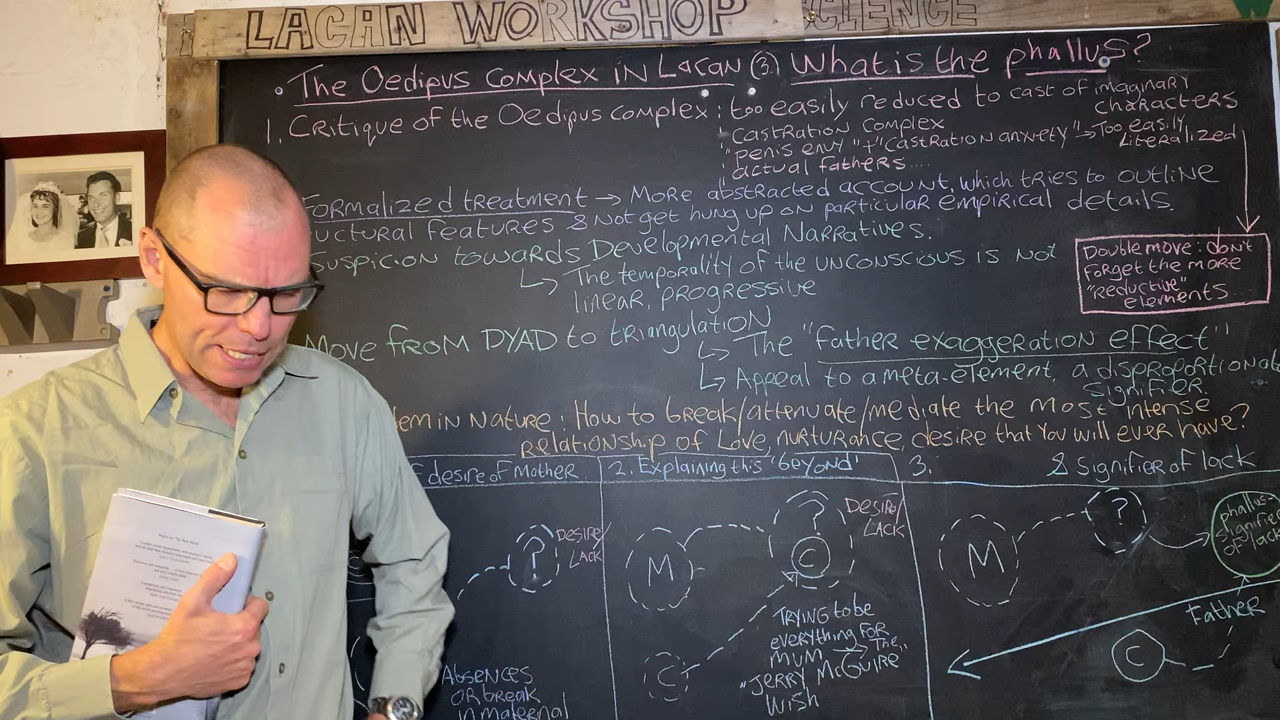 LACAN WORKSHOP SCIENCE
The Oedipus complex in Lacan (3) What is the phallus?
1. Critique of the Oedipus complex : too easily reduced to cast of imaginary
characters
Castration complex
"Penis envy" + "castration anxiety" → Too easily
literalized
actual fathers....
Formalized treatment → More abstracted account, which tries to outline
uctural features & not get hung up on particular empirical details.
Suspicion towards Developmental Narratives.
↳ The temporality of the unconscious is not
linear, progressive
Double move: don't
forget the more
"reductive"
elements...
Move from DYAD to triangulation
↳ The "father exaggeration effect"
↳ Appeal to a meta-element, a disproportionate
signifier
lem in Nature: How to break/attenuate/mediate the most intense
relationship of love, nurturance, desire that you will ever have?
desire of Mother
?
DESIRE/
LACK
Absences
or break
in maternal
2. Explaining this "beyond"
M
?
C
DESIRE/
LACK
C
Trying to be
everything for
mum → The
"Jerry McGuire"
wish
3. & signifier of lack
M
?
phallus-
signifier
of lack
Father
C